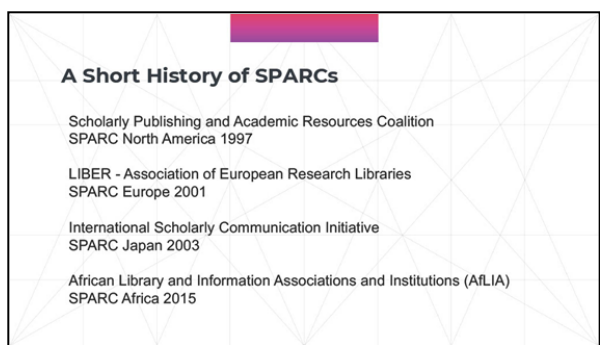 A Short History of SPARCs
Scholarly Publishing and Academic Resources Coalition
SPARC North America 1997
LIBER - Association of European Research Libraries
SPARC Europe 2001
International Scholarly Communication Initiative
SPARC Japan 2003
African Library and Information Associations and Institutions (AfLIA)
SPARC Africa 2015